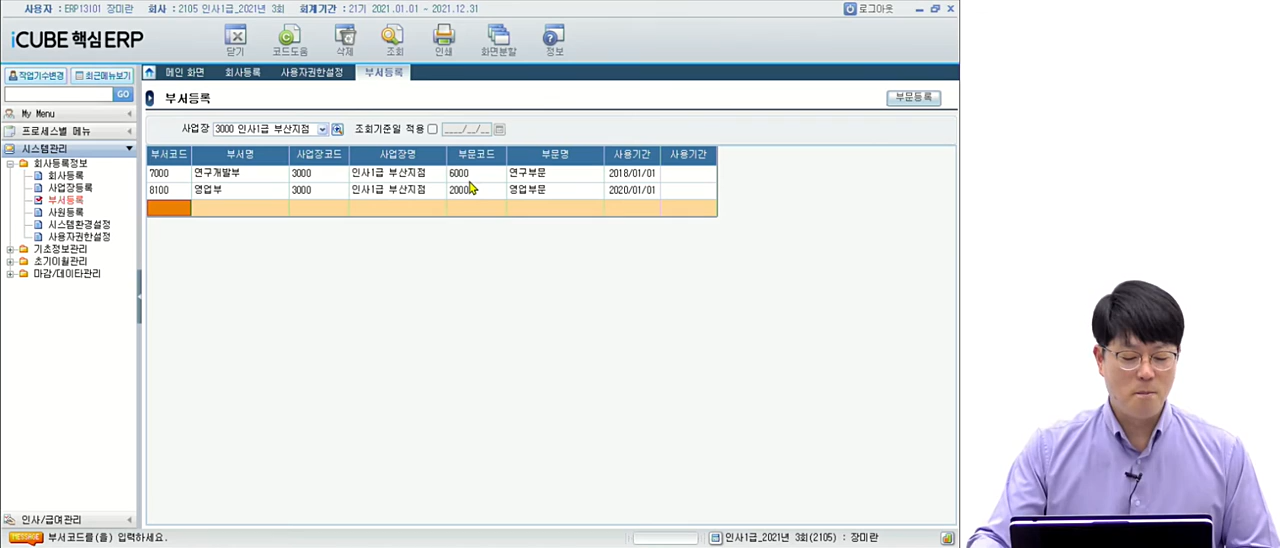 사용자 : ERP13I01 장미란 회사 : 2105 인사1급_2021년 3회 회계기간 : 21기 2021.01.01 ~ 2021.12.31 로그아웃
iCUBE 핵심ERP
닫기 코드도움 삭제 조회 인쇄 화면분할 정보
작업기수변경 최근메뉴보기 메인 화면 회사등록 사용자권한설정 부서등록
GO
부서등록 부문등록
My Menu
프로세스별 메뉴
시스템관리
회사등록정보
회사등록
사업장등록
부서등록
사원등록
시스템환경설정
사용자권한설정
기초정보관리
초기이월관리
마감/데이타관리
인사/급여관리
사업장 3000 인사1급 부산지점 조회기준일 적용 ____/__/__
부서코드 부서명 사업장코드 사업장명 부문코드 부문명 사용기간 사용기간
7000 연구개발부 3000 인사1급 부산지점 6000 연구부문 2018/01/01
8100 영업부 3000 인사1급 부산지점 2000 영업부문 2020/01/01
MESSAGE 부서코드를(을) 입력하세요. 인사1급_2021년 3회(2105) : 장미란